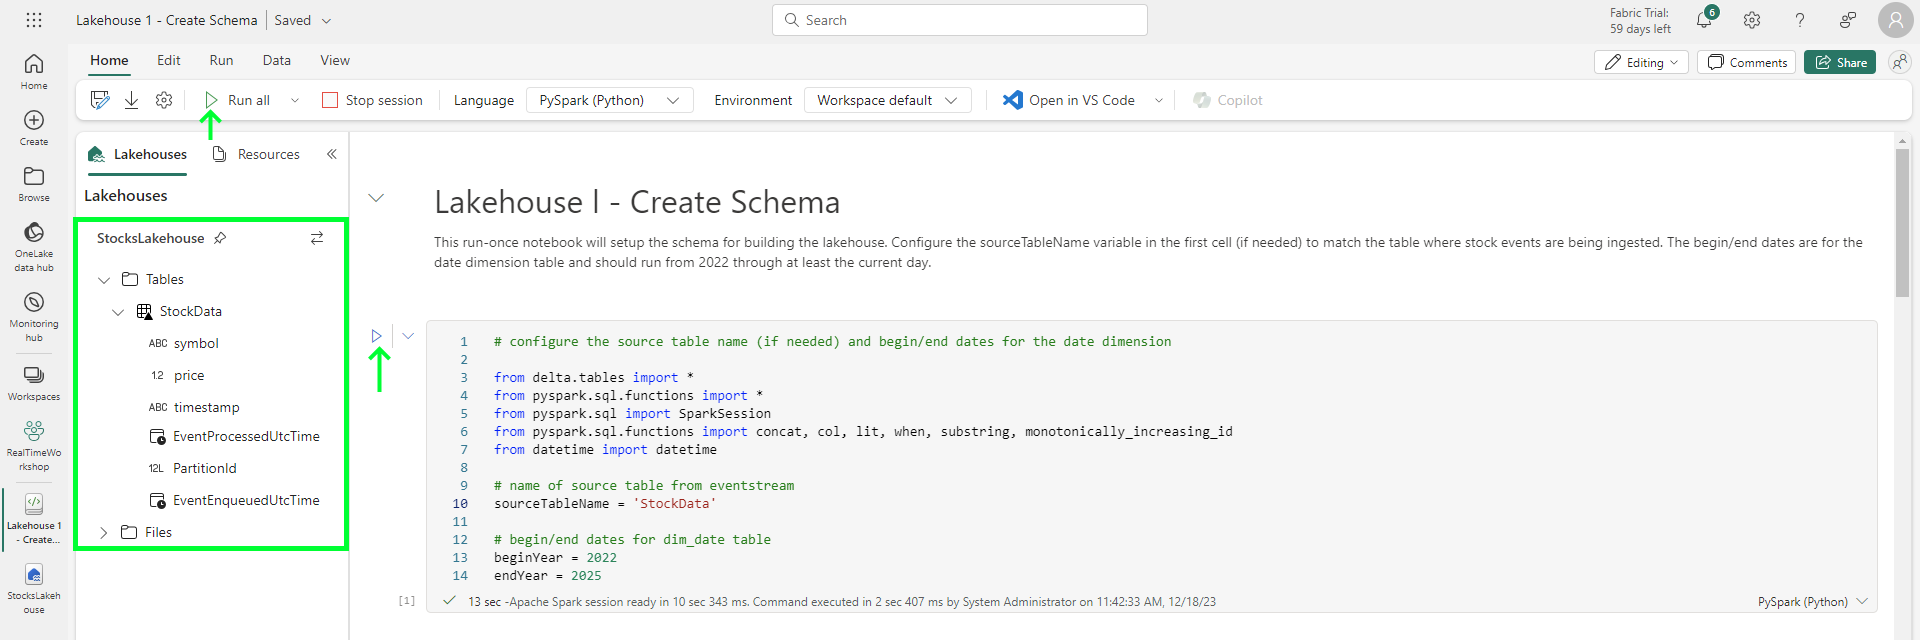 Lakehouse 1 - Create Schema
Saved
Search
Fabric Trial:
59 days left
6
Home
Edit
Run
Data
View
Editing
Comments
Share
Run all
Stop session
Language
PySpark (Python)
Environment
Workspace default
Open in VS Code
Copilot
Home
Create
Browse
OneLake
data hub
Monitoring
hub
Workspaces
RealTimeWo
rkshop
Lakehouse 1
- Create...
StocksLakeh
ouse
Lakehouses
Resources
Lakehouses
StocksLakehouse
Tables
StockData
ABC symbol
1.2 price
ABC timestamp
EventProcessedUtcTime
12L PartitionId
EventEnqueuedUtcTime
Files
Lakehouse l - Create Schema
This run-once notebook will setup the schema for building the lakehouse. Configure the sourceTableName variable in the first cell (if needed) to match the table where stock events are being ingested. The begin/end dates are for the
date dimension table and should run from 2022 through at least the current day.
1 # configure the source table name (if needed) and begin/end dates for the date dimension
2
3 from delta.tables import *
4 from pyspark.sql.functions import *
5 from pyspark.sql import SparkSession
6 from pyspark.sql.functions import concat, col, lit, when, substring, monotonically_increasing_id
7 from datetime import datetime
8
9 # name of source table from eventstream
10 sourceTableName = 'StockData'
11
12 # begin/end dates for dim_date table
13 beginYear = 2022
14 endYear = 2025
[1]
13 sec -Apache Spark session ready in 10 sec 343 ms. Command executed in 2 sec 407 ms by System Administrator on 11:42:33 AM, 12/18/23
PySpark (Python)